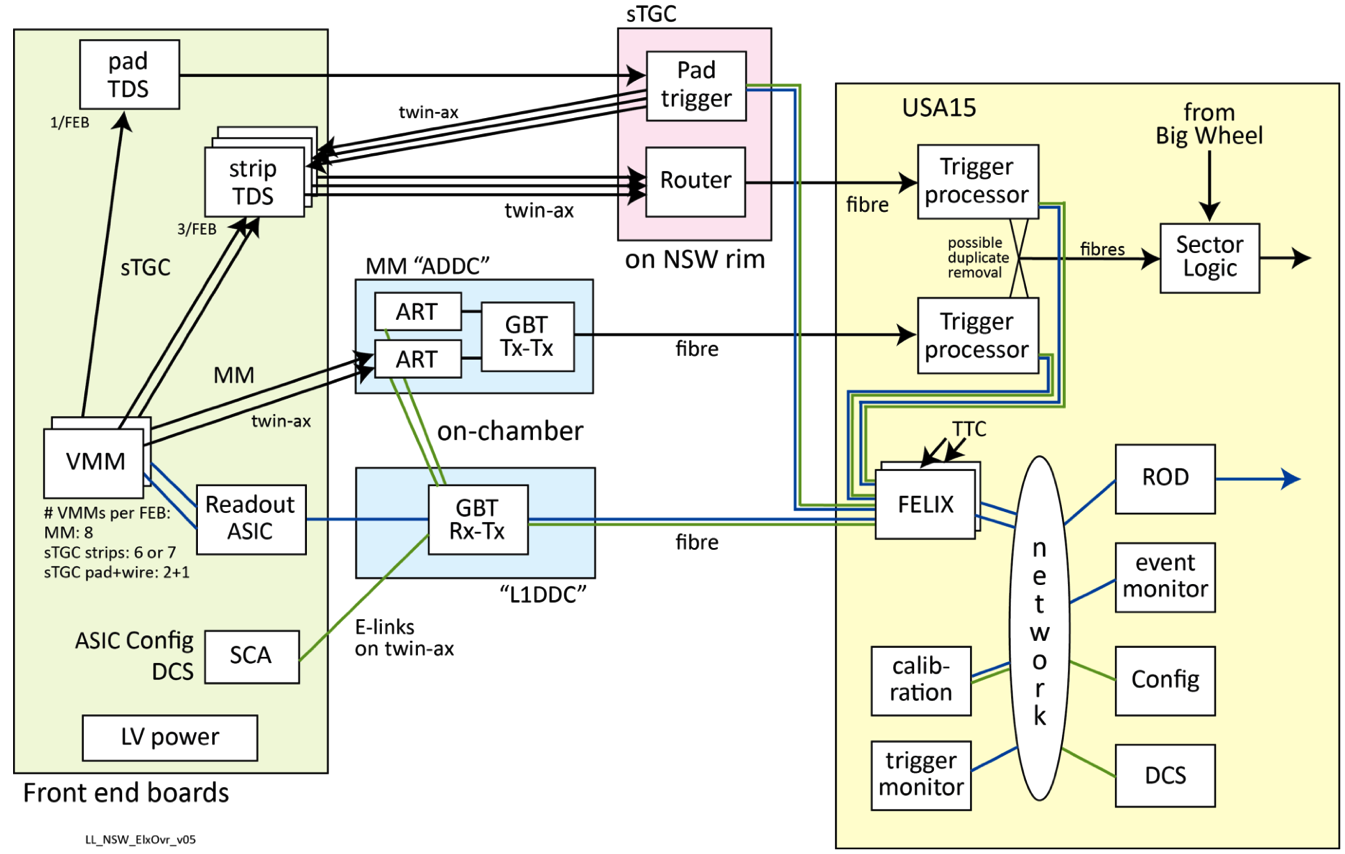 sTGC
pad
TDS
1/FEB
twin-ax
Pad
trigger
strip
TDS
3/FEB
twin-ax
Router
on NSW rim
sTGC
USA15
from
Big Wheel
Trigger
processor
fibre
possible
duplicate
removal
fibres
Sector
Logic
MM “ADDC”
ART
ART
GBT
Tx-Tx
fibre
Trigger
processor
MM
twin-ax
on-chamber
VMM
# VMMs per FEB:
MM: 8
sTGC strips: 6 or 7
sTGC pad+wire: 2+1
Readout
ASIC
GBT
Rx-Tx
fibre
“L1DDC”
E-links
on twin-ax
ASIC Config
DCS
SCA
LV power
Front end boards
TTC
FELIX
network
ROD
event
monitor
calib-
ration
Config
trigger
monitor
DCS
LL_NSW_ElxOvr_v05